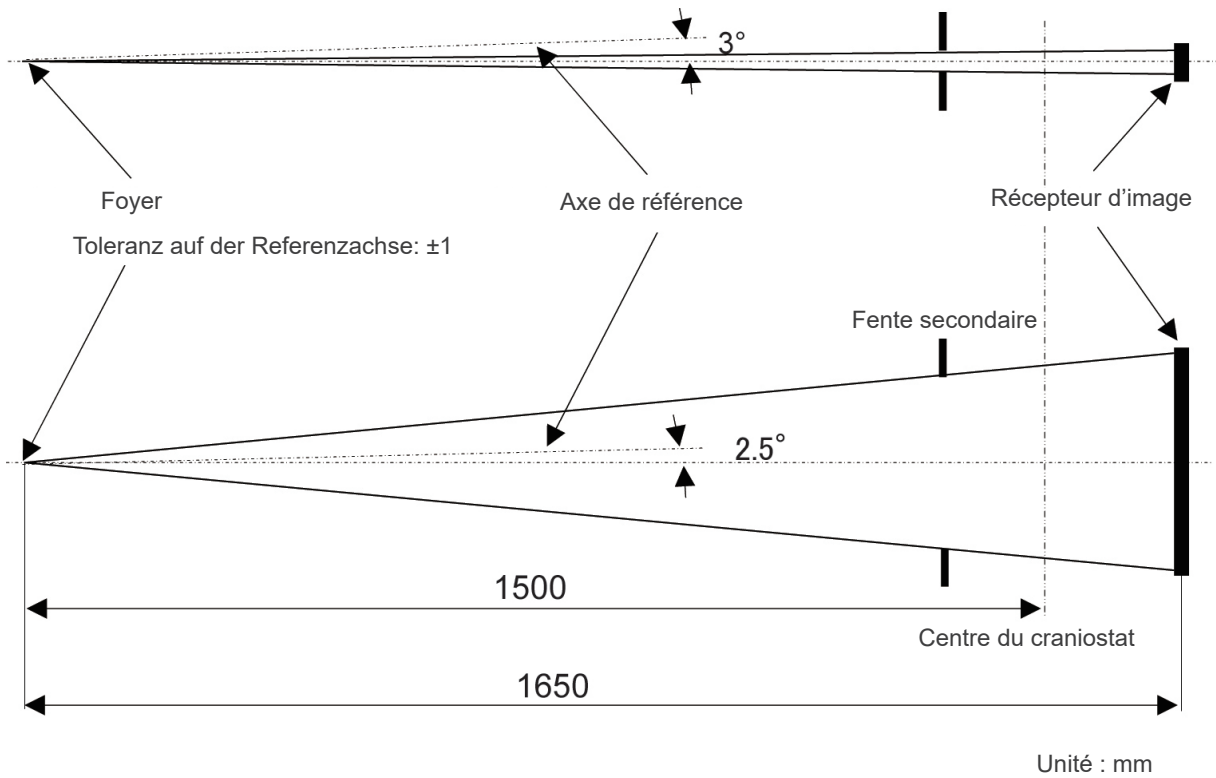 3°
Foyer
Axe de référence
Récepteur d’image
Toleranz auf der Referenzachse: ±1
Fente secondaire
2.5°
1500
Centre du craniostat
1650
Unité : mm